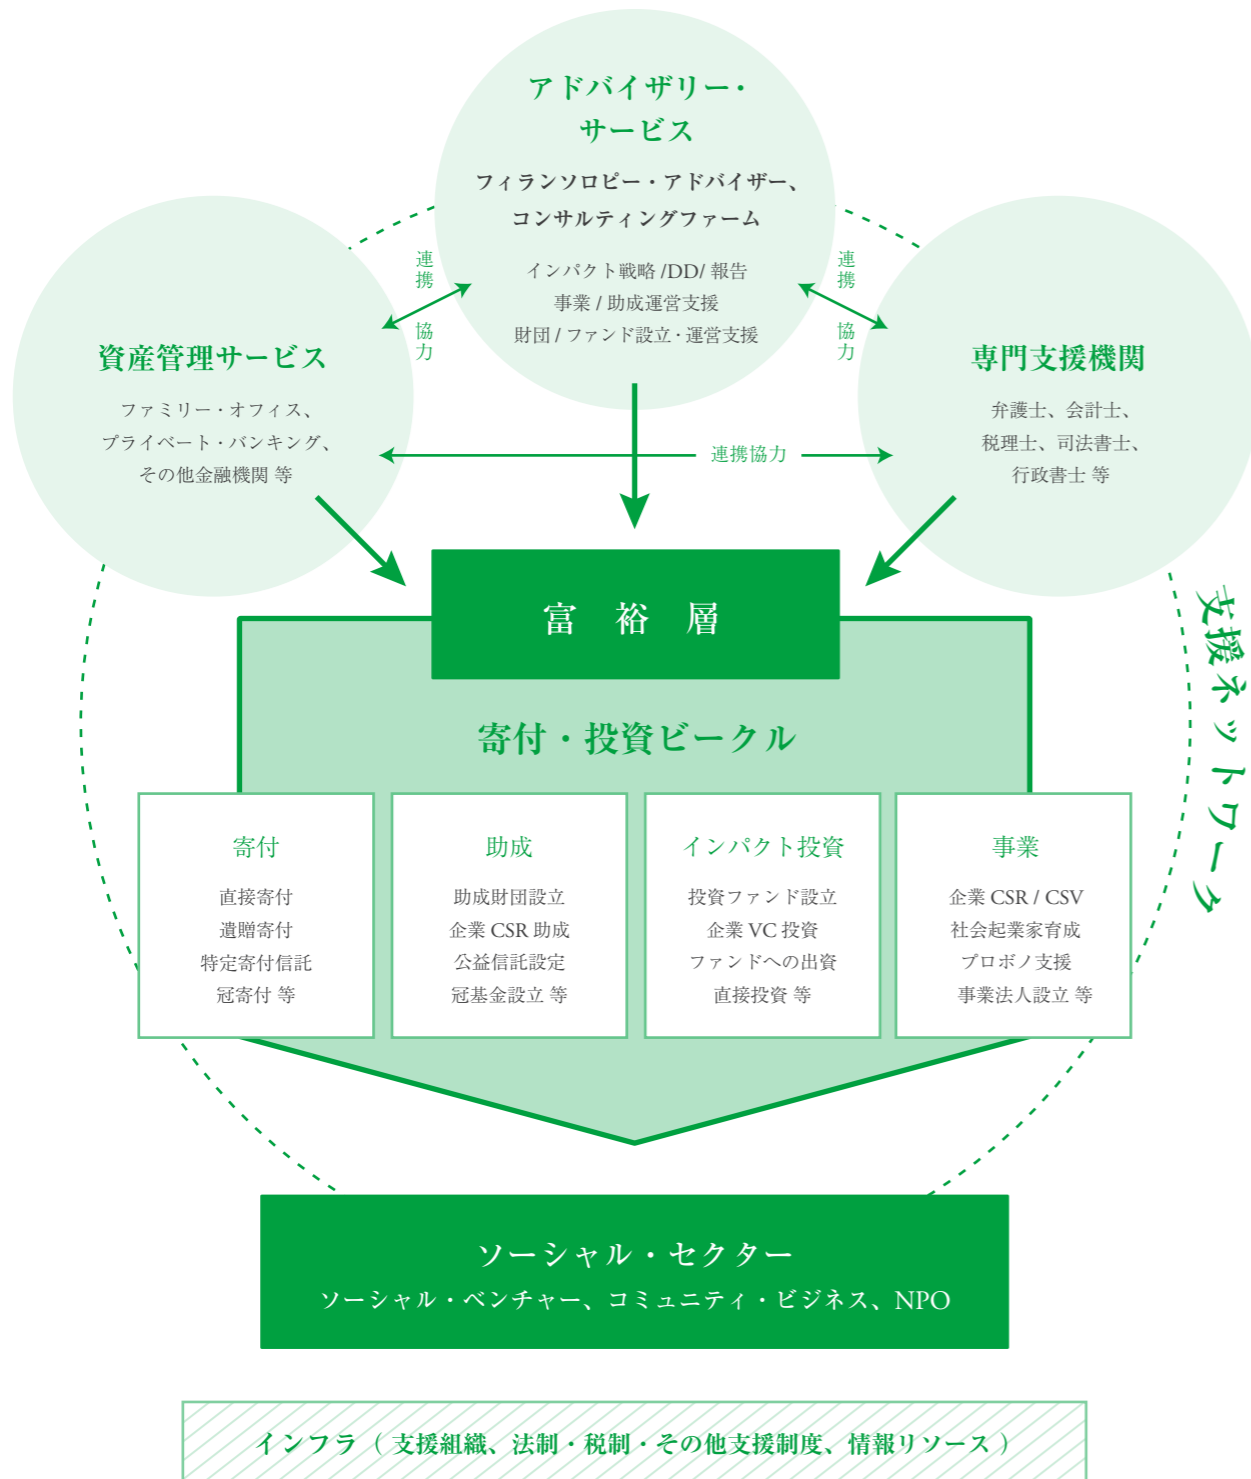 アドバイザリー・
サービス
フィランソロピー・アドバイザー、
コンサルティングファーム
インパクト戦略 /DD/ 報告
事業 / 助成運営支援
財団 / ファンド設立・運営支援
連携
協力
連携
協力
資産管理サービス
ファミリー・オフィス、
プライベート・バンキング、
その他金融機関 等
専門支援機関
弁護士、会計士、
税理士、司法書士、
行政書士 等
連携協力
富裕層
支援ネットワーク
寄付・投資ビークル
寄付
直接寄付
遺贈寄付
特定寄付信託
冠寄付 等
助成
助成財団設立
企業 CSR 助成
公益信託設定
冠基金設立 等
インパクト投資
投資ファンド設立
企業 VC 投資
ファンドへの出資
直接投資 等
事業
企業 CSR / CSV
社会起業家育成
プロボノ支援
事業法人設立 等
ソーシャル・セクター
ソーシャル・ベンチャー、コミュニティ・ビジネス、NPO
インフラ（ 支援組織、法制・税制・その他支援制度、情報リソース ）